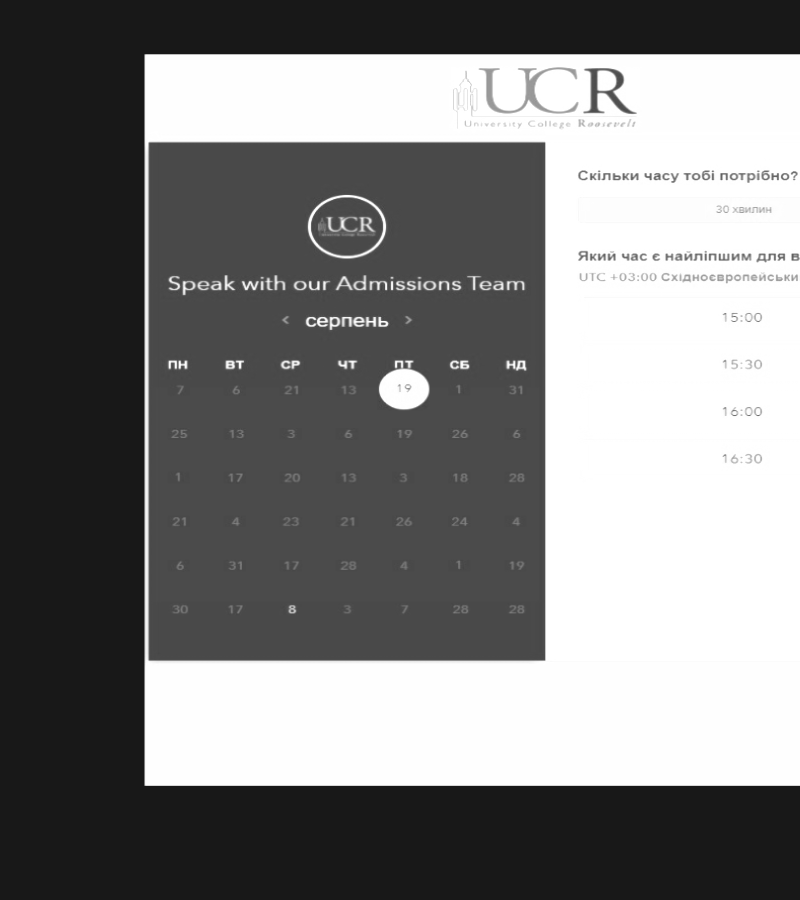 UCR
University College Roosevelt
Скільки часу тобі потрібно?
30 хвилин
UCR
Який час є найліпшим для в
UTC +03:00 Східноєвропейськи
Speak with our Admissions Team
< серпень >
15:00
ПН ВТ СР ЧТ ПТ СБ НД
15:30
7 6 21 13 19 1 31
16:00
25 13 3 6 19 26 6
16:30
1 17 20 13 3 18 28
21 4 23 21 26 24 4
6 31 17 28 4 1 19
30 17 8 3 7 28 28